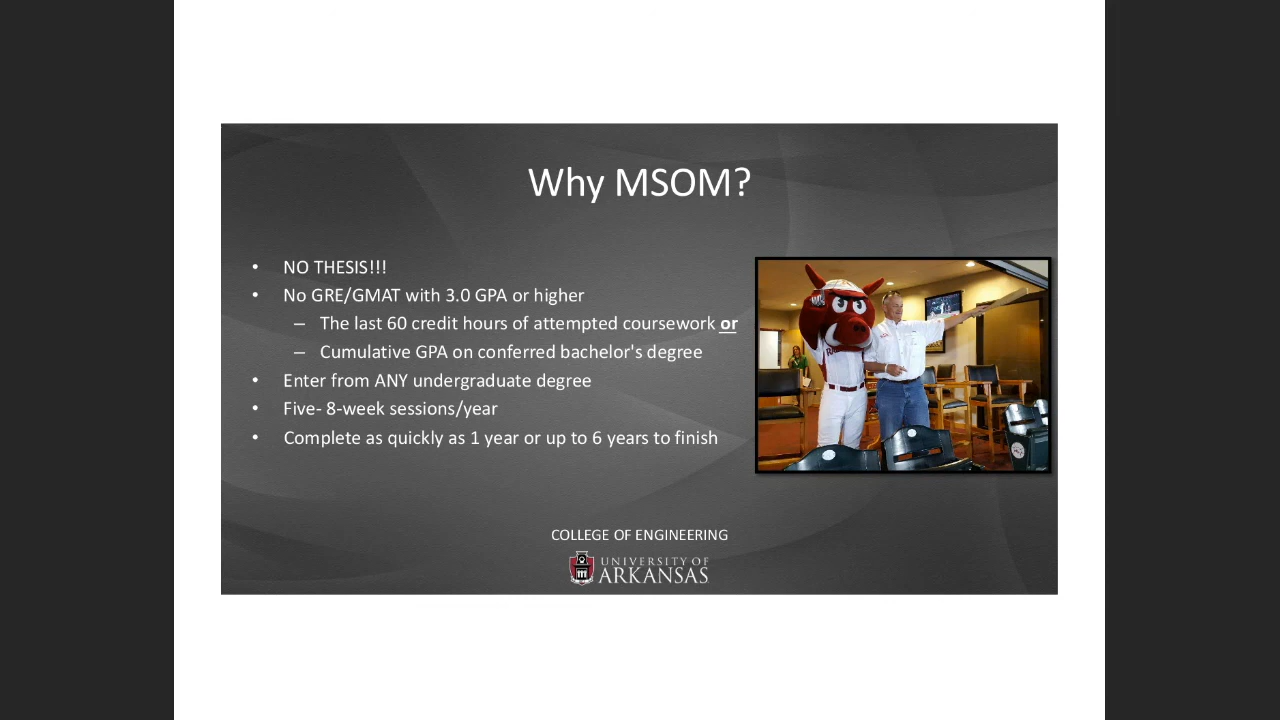 Why MSOM?
• NO THESIS!!!
• No GRE/GMAT with 3.0 GPA or higher
– The last 60 credit hours of attempted coursework or
– Cumulative GPA on conferred bachelor's degree
• Enter from ANY undergraduate degree
• Five- 8-week sessions/year
• Complete as quickly as 1 year or up to 6 years to finish
COLLEGE OF ENGINEERING
UNIVERSITY OF
ARKANSAS